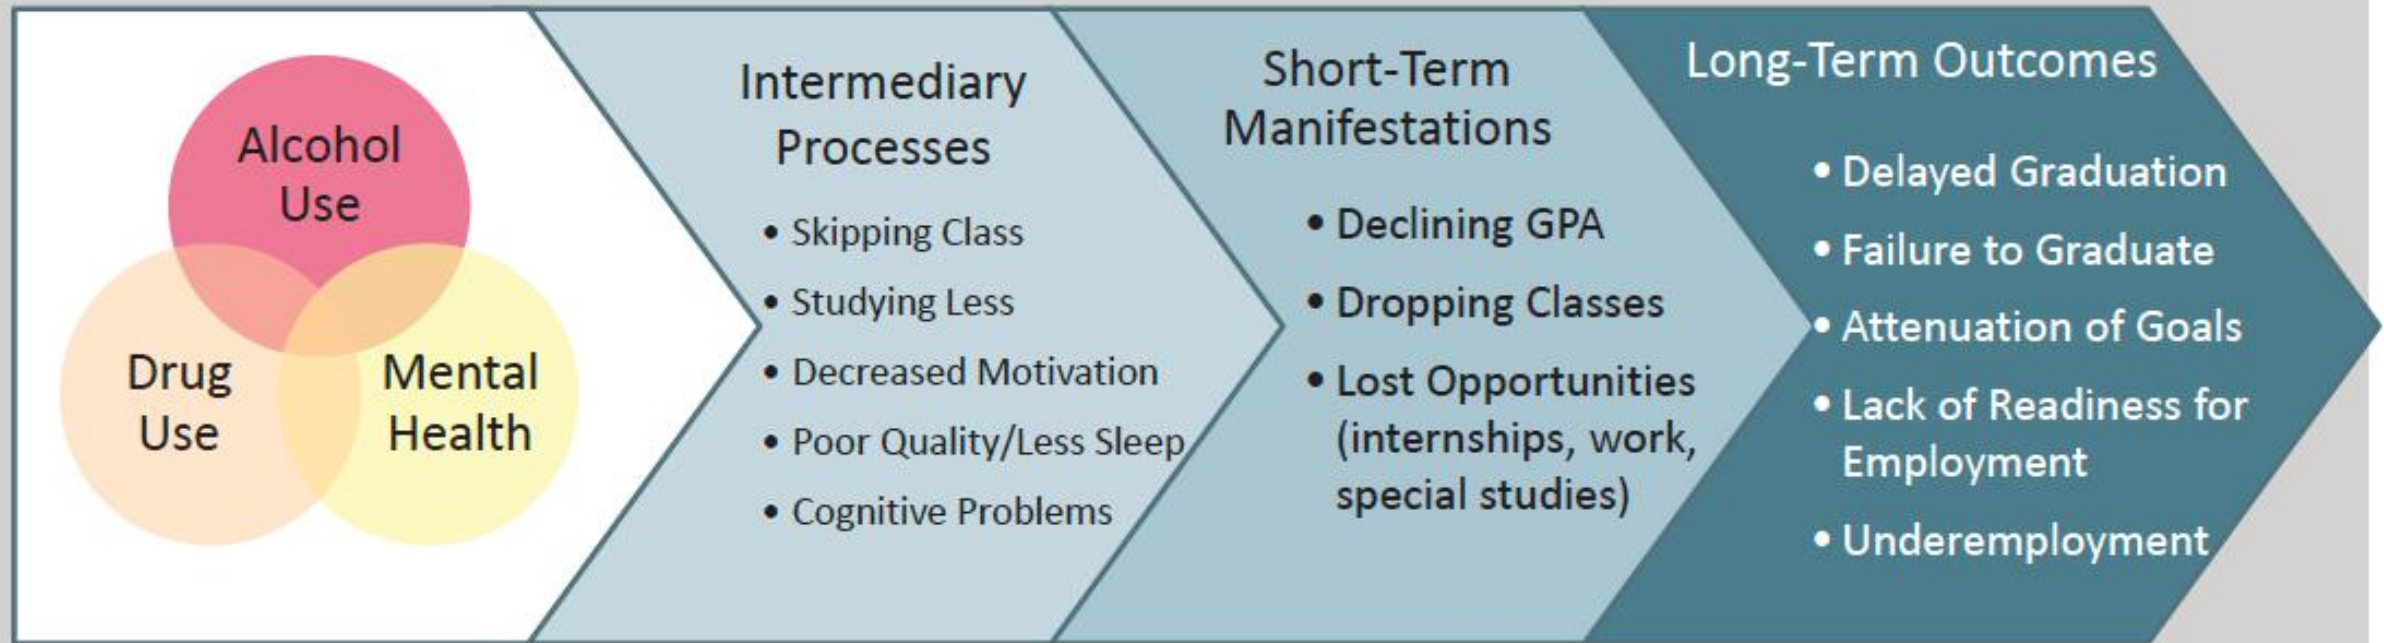 Alcohol
Use
Drug
Use
Mental
Health
Intermediary
Processes
• Skipping Class
• Studying Less
• Decreased Motivation
• Poor Quality/Less Sleep
• Cognitive Problems
Short-Term
Manifestations
• Declining GPA
• Dropping Classes
• Lost Opportunities
(internships, work,
special studies)
Long-Term Outcomes
• Delayed Graduation
• Failure to Graduate
• Attenuation of Goals
• Lack of Readiness for
Employment
• Underemployment